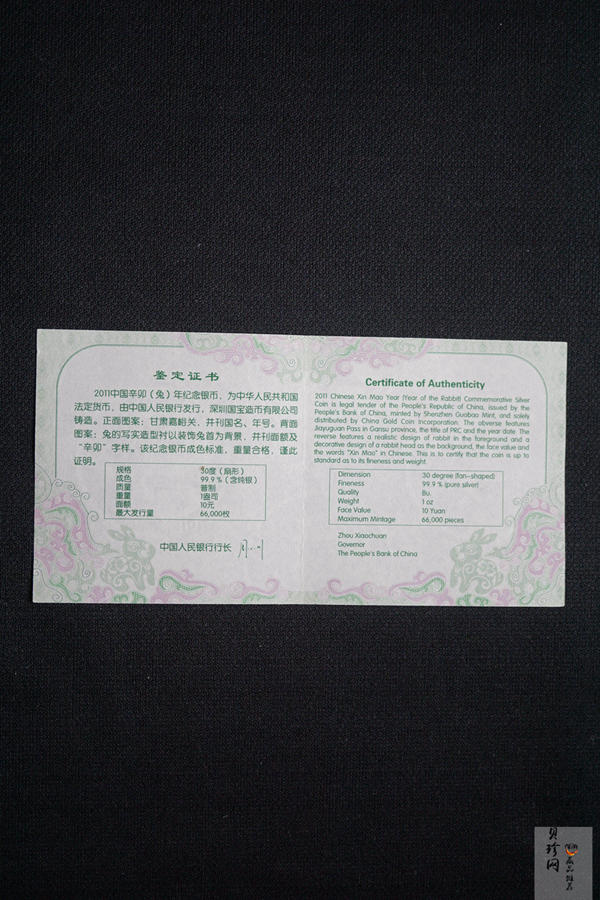 鉴定证书
2011中国辛卯（兔）年纪念银币，为中华人民共和国
法定货币，由中国人民银行发行，深圳国宝造币有限公司
铸造。正面图案：甘肃嘉峪关，并刊国名、年号。背面
图案：兔的写实造型衬以装饰兔首为背景，并刊面额及
“辛卯”字样。该纪念银币成色标准，重量合格，谨此
证明。
规格 30度（扇形）
成色 99.9％（含纯银）
质量 普制
重量 1盎司
面额 10元
最大发行量 66,000枚
中国人民银行行长
Certificate of Authenticity
2011 Chinese Xin Mao Year (Year of the Rabbit) Commemorative Silver
Coin is legal tender of the People's Republic of China, issued by the
People's Bank of China, minted by Shenzhen Guobao Mint, and solely
distributed by China Gold Coin Incorporation. The obverse features
Jiayuguan Pass in Gansu province, the title of PRC and the year date. The
reverse features a realistic design of rabbit in the foreground and a
decorative design of a rabbit head as the background, the face value and
the words "Xin Mao" in Chinese. This is to certify that the coin is up to
standard as to its fineness and weight.
Dimension 30 degree (fan-shaped)
Fineness 99.9 % (pure silver)
Quality Bu.
Weight 1 oz
Face Value 10 Yuan
Maximum Mintage 66,000 pieces
Zhou Xiaochuan
Governor
The People's Bank of China
贝珍网